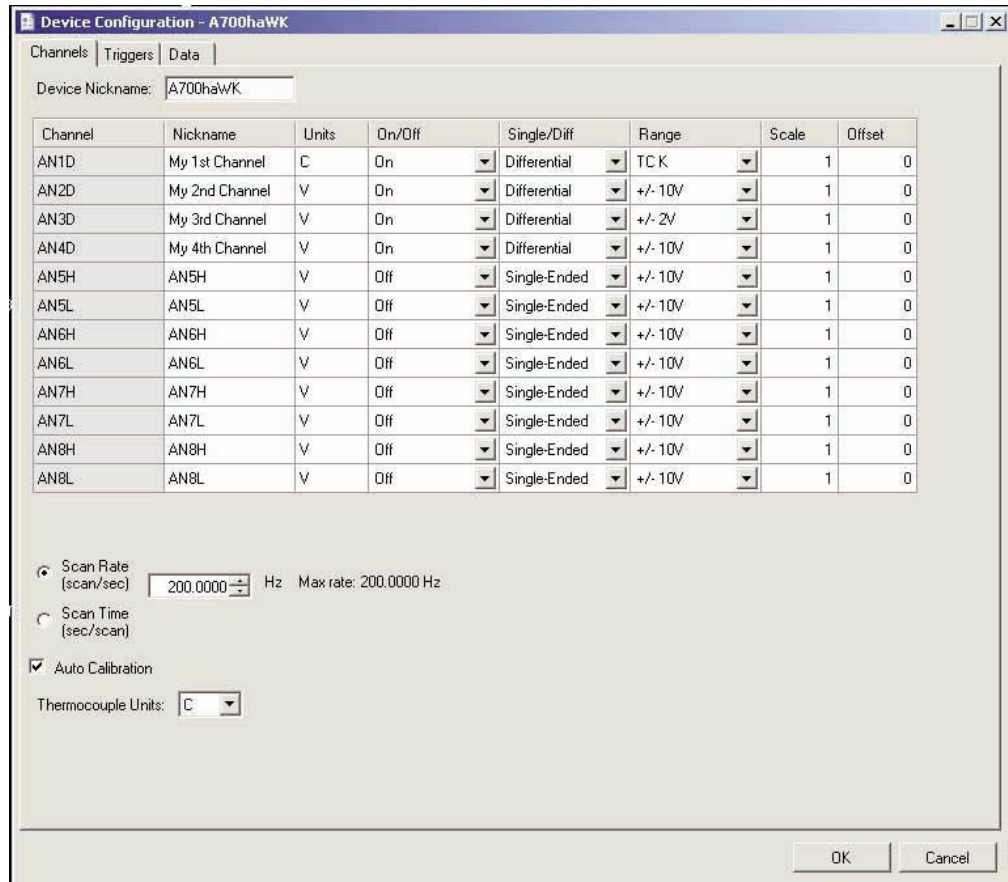 Device Configuration - A700haWK
Channels Triggers Data
Device Nickname: A700haWK
Channel Nickname Units On/Off Single/Diff Range Scale Offset
AN1D My 1st Channel C On Differential TC K 1 0
AN2D My 2nd Channel V On Differential +/- 10V 1 0
AN3D My 3rd Channel V On Differential +/- 2V 1 0
AN4D My 4th Channel V On Differential +/- 10V 1 0
AN5H AN5H V Off Single-Ended +/- 10V 1 0
AN5L AN5L V Off Single-Ended +/- 10V 1 0
AN6H AN6H V Off Single-Ended +/- 10V 1 0
AN6L AN6L V Off Single-Ended +/- 10V 1 0
AN7H AN7H V Off Single-Ended +/- 10V 1 0
AN7L AN7L V Off Single-Ended +/- 10V 1 0
AN8H AN8H V Off Single-Ended +/- 10V 1 0
AN8L AN8L V Off Single-Ended +/- 10V 1 0
Scan Rate
(scan/sec) 200.0000 Hz Max rate: 200.0000 Hz
Scan Time
(sec/scan)
Auto Calibration
Thermocouple Units: C
OK Cancel